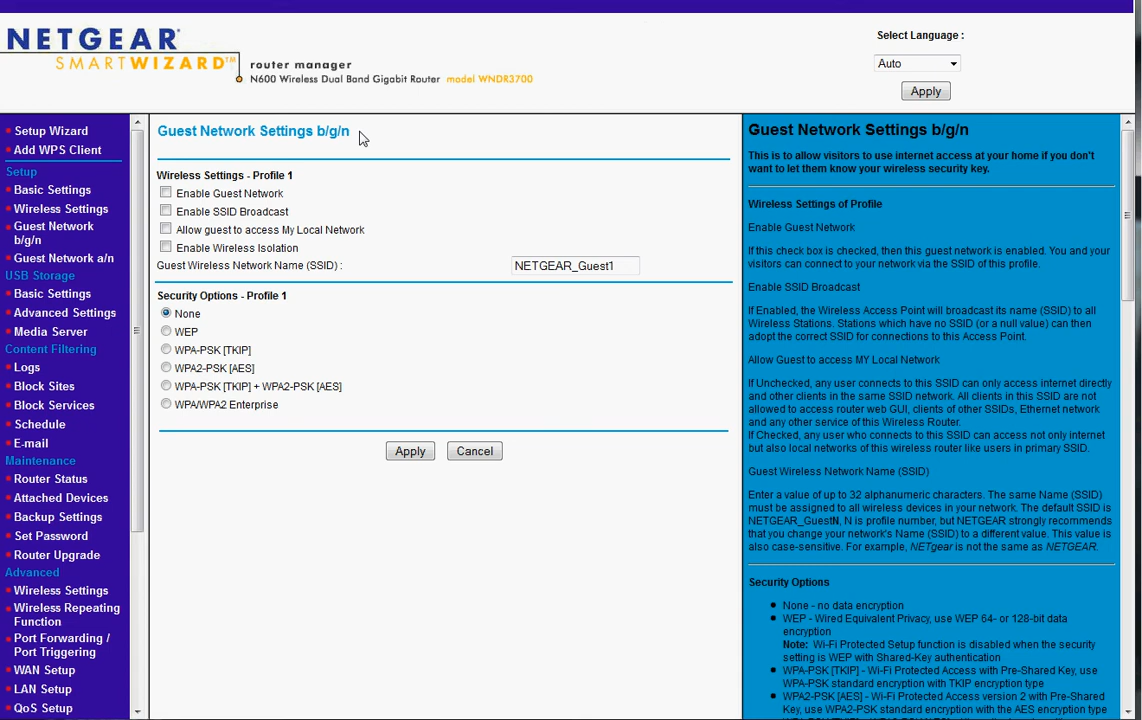 NETGEAR®
SMARTWIZARD™
router manager
N600 Wireless Dual Band Gigabit Router model WNDR3700
Select Language :
Auto
Apply
Setup Wizard
Add WPS Client
Setup
Basic Settings
Wireless Settings
Guest Network
b/g/n
Guest Network a/n
USB Storage
Basic Settings
Advanced Settings
Media Server
Content Filtering
Logs
Block Sites
Block Services
Schedule
E-mail
Maintenance
Router Status
Attached Devices
Backup Settings
Set Password
Router Upgrade
Advanced
Wireless Settings
Wireless Repeating
Function
Port Forwarding /
Port Triggering
WAN Setup
LAN Setup
QoS Setup
Guest Network Settings b/g/n
Wireless Settings - Profile 1
Enable Guest Network
Enable SSID Broadcast
Allow guest to access My Local Network
Enable Wireless Isolation
Guest Wireless Network Name (SSID) : NETGEAR_Guest1
Security Options - Profile 1
None
WEP
WPA-PSK [TKIP]
WPA2-PSK [AES]
WPA-PSK [TKIP] + WPA2-PSK [AES]
WPA/WPA2 Enterprise
Apply Cancel
Guest Network Settings b/g/n
This is to allow visitors to use internet access at your home if you don't
want to let them know your wireless security key.
Wireless Settings of Profile
Enable Guest Network
If this check box is checked, then this guest network is enabled. You and your
visitors can connect to your network via the SSID of this profile.
Enable SSID Broadcast
If Enabled, the Wireless Access Point will broadcast its name (SSID) to all
Wireless Stations. Stations which have no SSID (or a null value) can then
adopt the correct SSID for connections to this Access Point.
Allow Guest to access MY Local Network
If Unchecked, any user connects to this SSID can only access internet directly
and other clients in the same SSID network. All clients in this SSID are not
allowed to access router web GUI, clients of other SSIDs, Ethernet network
and any other service of this Wireless Router.
If Checked, any user who connects to this SSID can access not only internet
but also local networks of this wireless router like users in primary SSID.
Guest Wireless Network Name (SSID)
Enter a value of up to 32 alphanumeric characters. The same Name (SSID)
must be assigned to all wireless devices in your network. The default SSID is
NETGEAR_GuestN, N is profile number, but NETGEAR strongly recommends
that you change your network's Name (SSID) to a different value. This value is
also case-sensitive. For example, NETgear is not the same as NETGEAR.
Security Options
None - no data encryption
WEP - Wired Equivalent Privacy, use WEP 64- or 128-bit data
encryption
Note: Wi-Fi Protected Setup function is disabled when the security
setting is WEP with Shared-Key authentication
WPA-PSK [TKIP] - Wi-Fi Protected Access with Pre-Shared Key, use
WPA-PSK standard encryption with TKIP encryption type
WPA2-PSK [AES] - Wi-Fi Protected Access version 2 with Pre-Shared
Key, use WPA2-PSK standard encryption with the AES encryption type